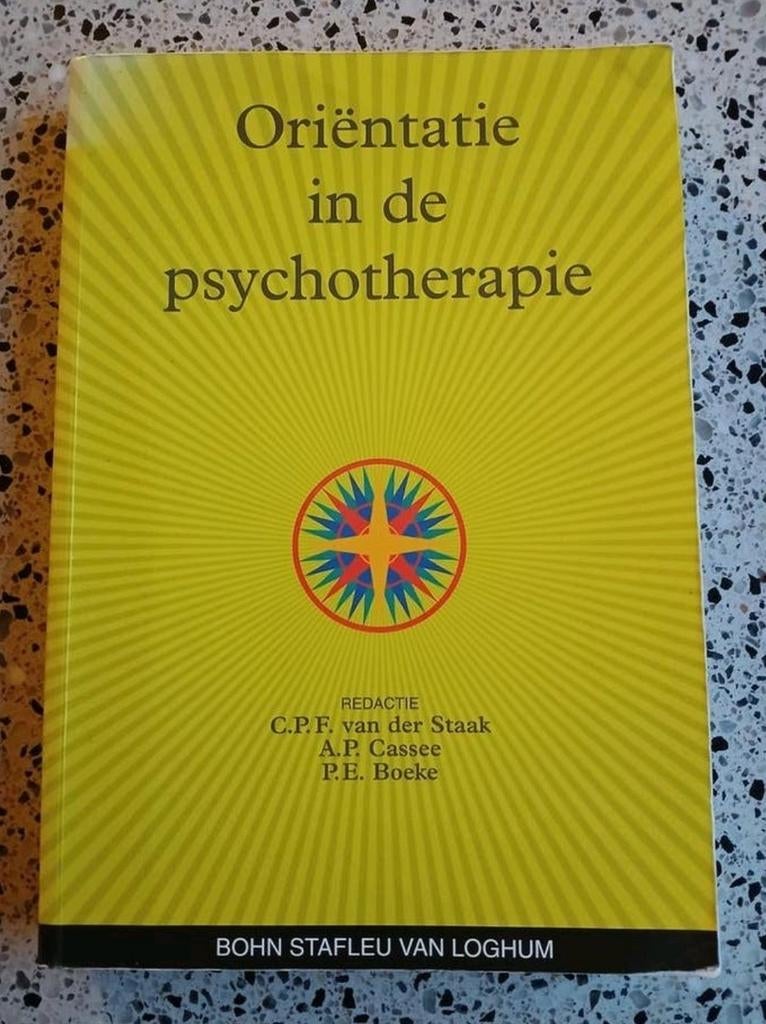 Oriëntatie
in de
psychotherapie
REDACTIE
C.P.F. van der Staak
A.P. Cassee
P.E. Boeke
BOHN STAFLEU VAN LOGHUM